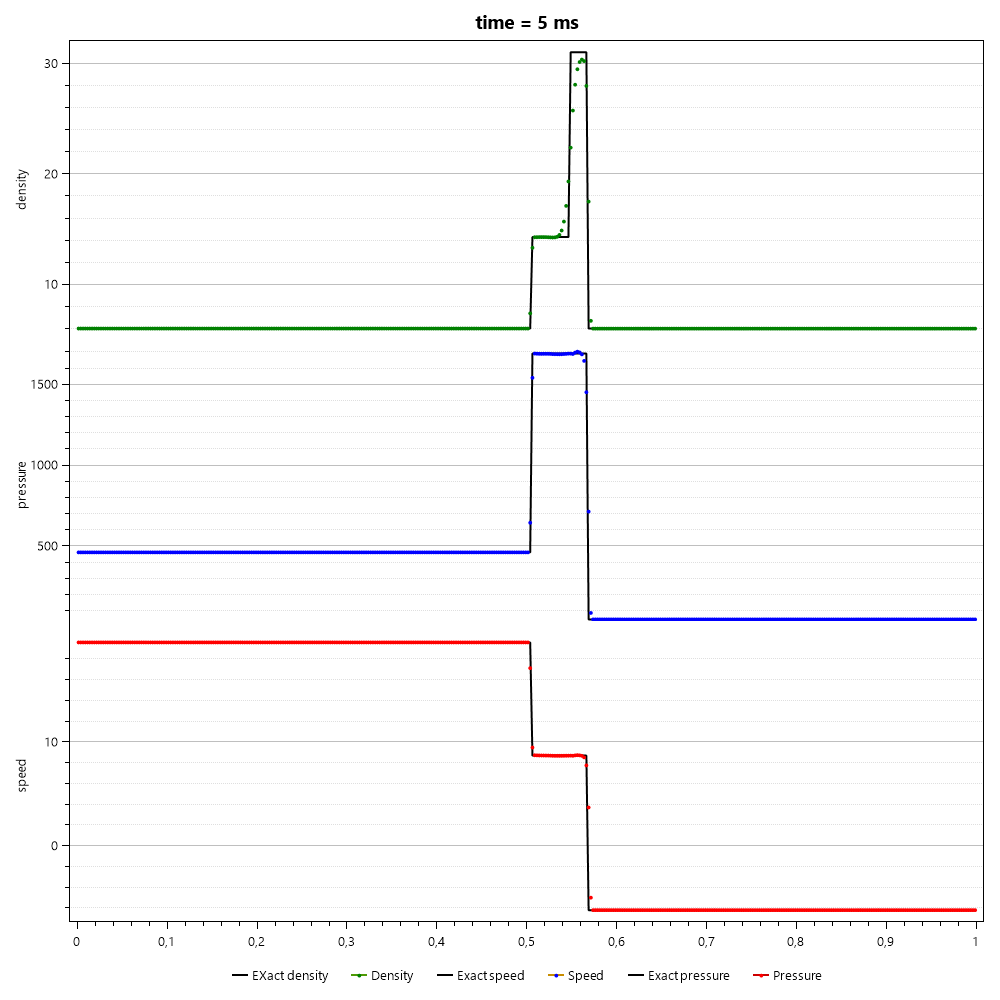 time = 5 ms
30
20
10
density
1500
1000
500
pressure
10
0
speed
0 0,1 0,2 0,3 0,4 0,5 0,6 0,7 0,8 0,9 1
EXact density Density Exact speed Speed Exact pressure Pressure